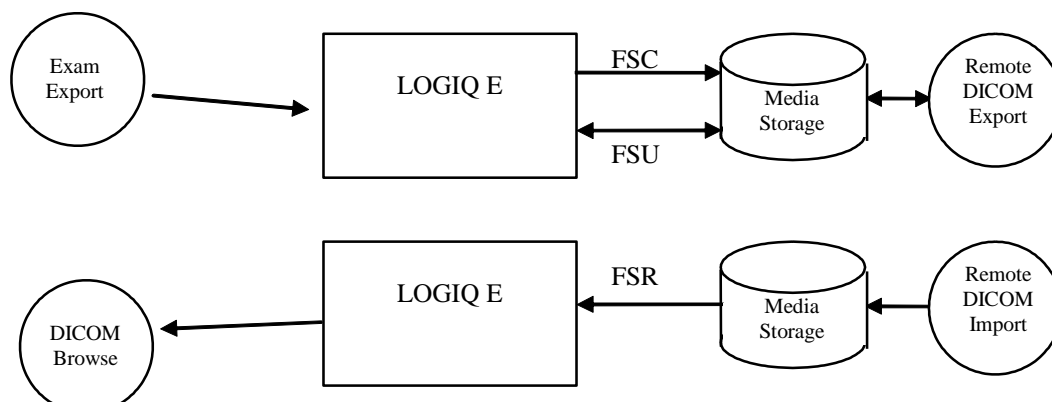 Exam
Export
LOGIQ E
FSC
FSU
Media
Storage
Remote
DICOM
Export
DICOM
Browse
LOGIQ E
FSR
Media
Storage
Remote
DICOM
Import